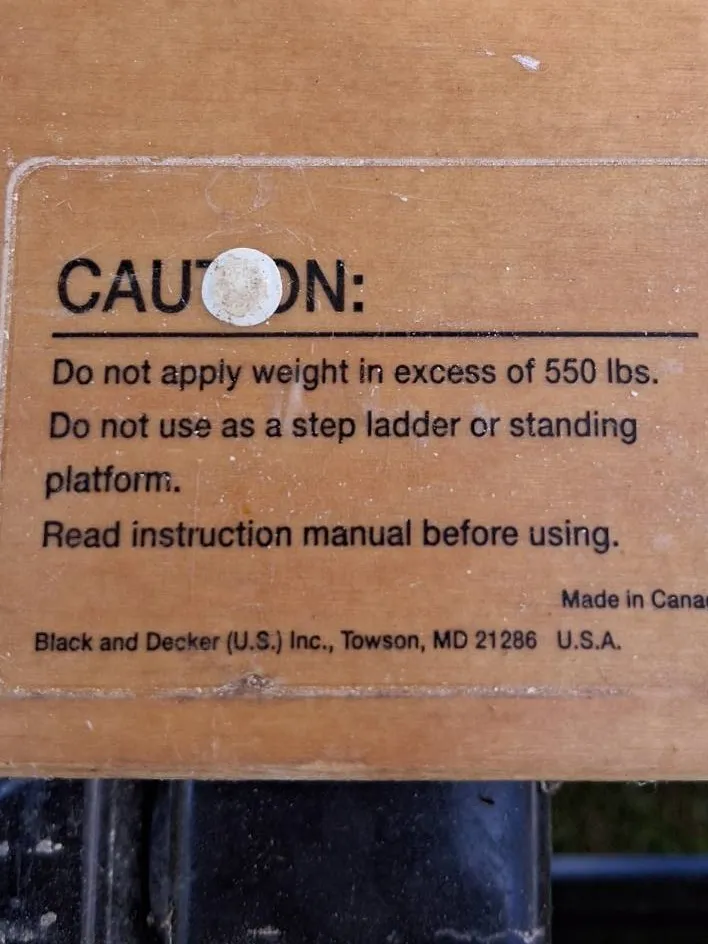 CAUTION:
Do not apply weight in excess of 550 lbs.
Do not use as a step ladder or standing
platform.
Read instruction manual before using.
Made in
Black and Decker (U.S.) Inc., Towson, MD 21286 U.S.A.